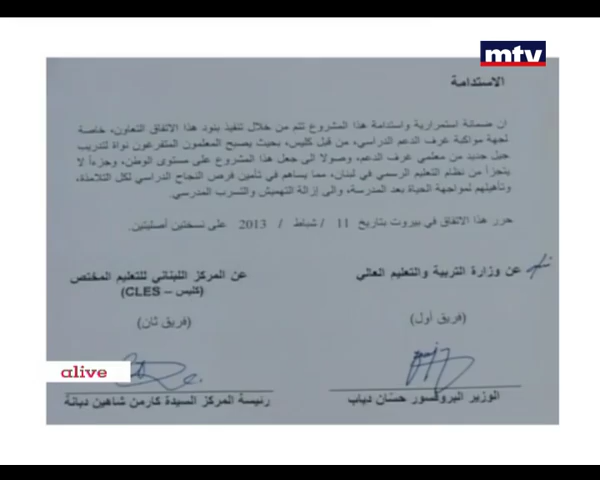 mtv
الاستدامة
ان ضمانة استمرارية واستدامة هذا المشروع تتم من خلال تنفيذ بنود هذا الاتفاق التعاون، خاصة
لجهة مواكبة غرف الدعم الدراسي، من قبل كليس، بحيث يصبح المعلمون المتفرغون نواة لتدريب
جيل جديد من معلمي غرف الدعم، وصولا الى جعل هذا المشروع على مستوى الوطن، وجزءاً لا
يتجزأ من نظام التعليم الرسمي في لبنان، مما يساهم في تأمين فرص النجاح الدراسي لكل التلامذة،
وتأهيلهم لمواجهة الحياة بعد المدرسة، والى إزالة التهميش والتسرب المدرسي.
حرر هذا الاتفاق في بيروت بتاريخ 11 / شباط / 2013 على نسختين أصليتين.
عن وزارة التربية والتعليم العالي
عن المركز اللبناني للتعليم المختص
(كليس – CLES)
(فريق أول)
(فريق ثان)
alive
الوزير البروفسور حسّان دياب
رئيسة المركز السيدة كارمن شاهين دبانة